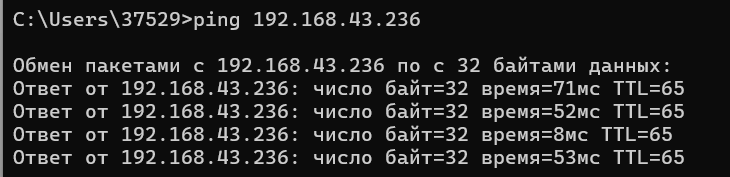 C:\Users\37529>ping 192.168.43.236
Обмен пакетами с 192.168.43.236 по с 32 байтами данных:
Ответ от 192.168.43.236: число байт=32 время=71мс TTL=65
Ответ от 192.168.43.236: число байт=32 время=52мс TTL=65
Ответ от 192.168.43.236: число байт=32 время=8мс TTL=65
Ответ от 192.168.43.236: число байт=32 время=53мс TTL=65